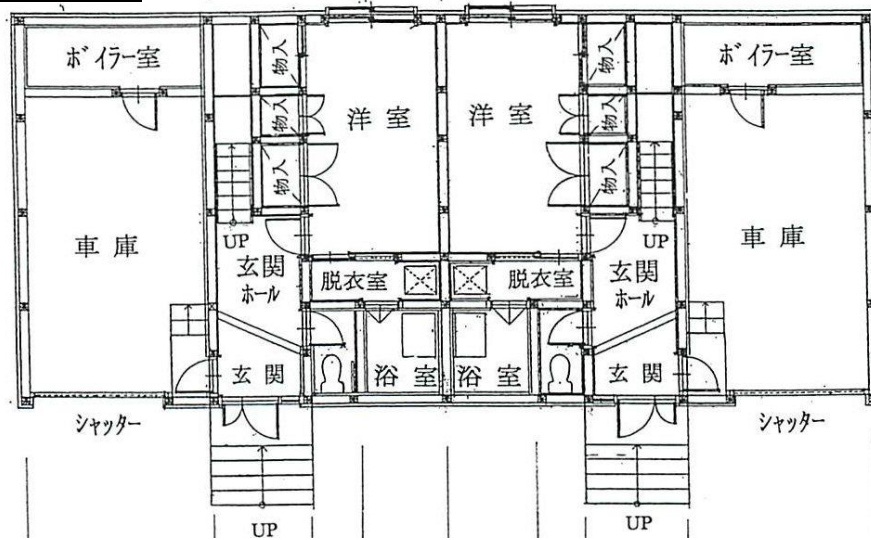 ボイラー室
物入
物入
物入
洋室
洋室
物入
物入
物入
ボイラー室
車庫
UP
玄関
ホール
脱衣室
脱衣室
UP
玄関
ホール
車庫
玄関
浴室
浴室
玄関
シャッター
シャッター
UP
UP